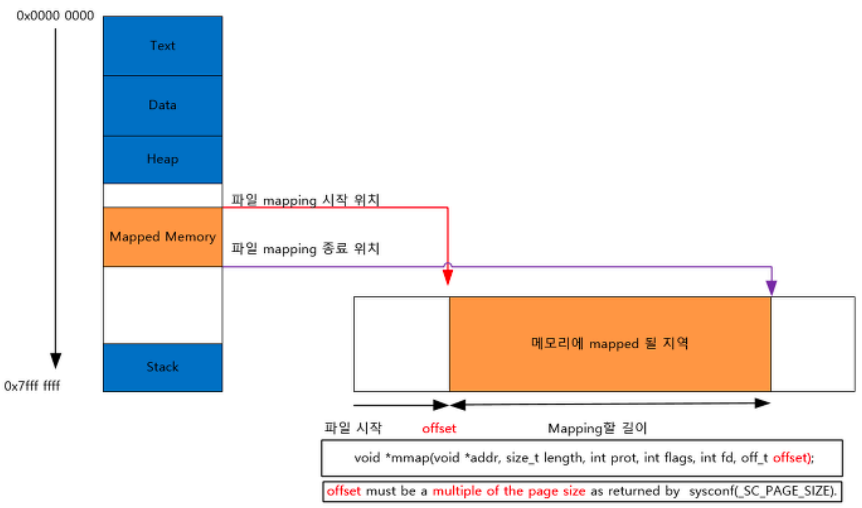 0x0000 0000
Text
Data
Heap
파일 mapping 시작 위치
Mapped Memory
파일 mapping 종료 위치
메모리에 mapped 될 지역
Stack
0x7fff ffff
파일 시작
offset
Mapping할 길이
void *mmap(void *addr, size_t length, int prot, int flags, int fd, off_t offset);
offset must be a multiple of the page size as returned by sysconf(_SC_PAGE_SIZE).